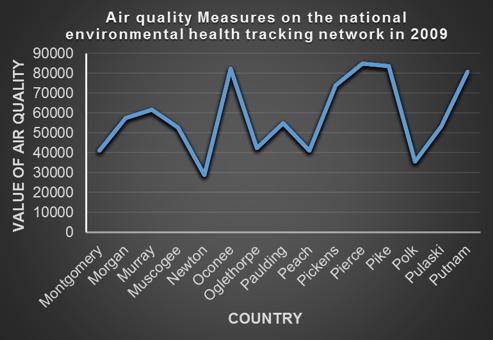 Air quality Measures on the national
environmental health tracking network in 2009
VALUE OF AIR QUALITY
90000
80000
70000
60000
50000
40000
30000
20000
10000
0
Montgomery
Morgan
Murray
Muscogee
Newton
Oconee
Oglethorpe
Paulding
Peach
Pickens
Pierce
Pike
Polk
Pulaski
Putnam
COUNTRY